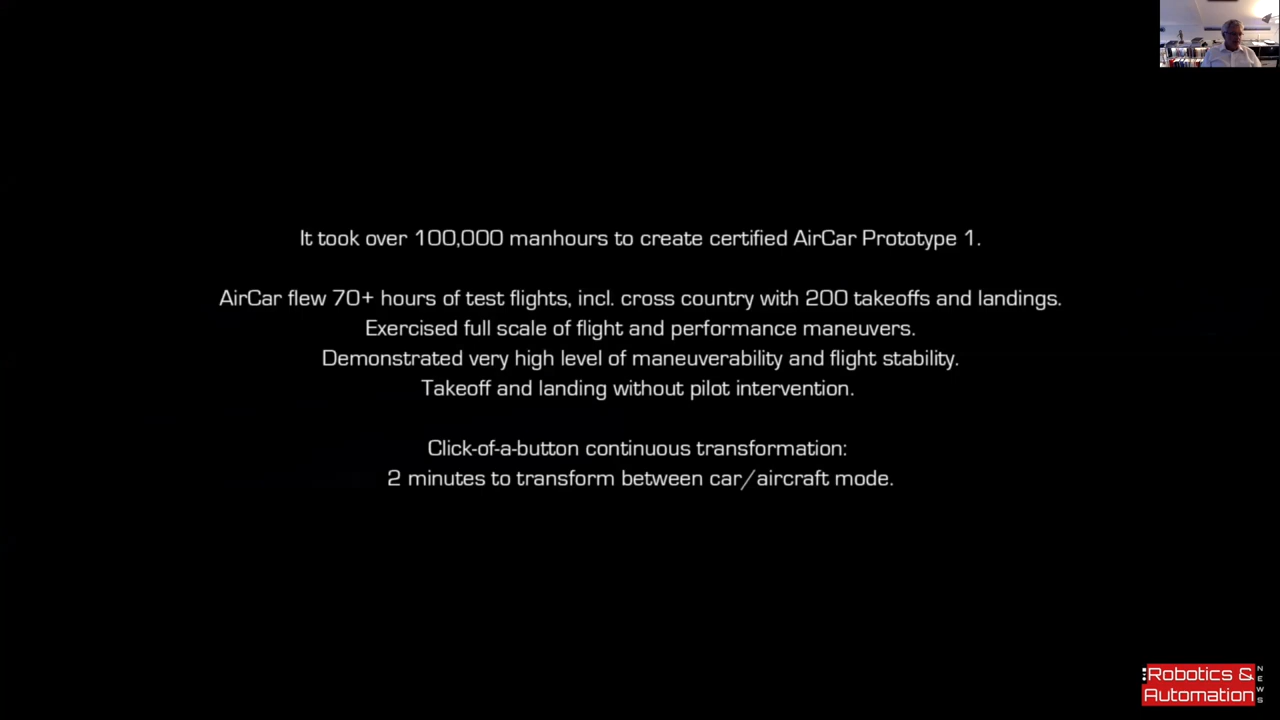 It took over 100,000 manhours to create certified AirCar Prototype 1.
AirCar flew 70+ hours of test flights, incl. cross country with 200 takeoffs and landings.
Exercised full scale of flight and performance maneuvers.
Demonstrated very high level of maneuverability and flight stability.
Takeoff and landing without pilot intervention.
Click-of-a-button continuous transformation:
2 minutes to transform between car/aircraft mode.
Robotics &
Automation
NEWS